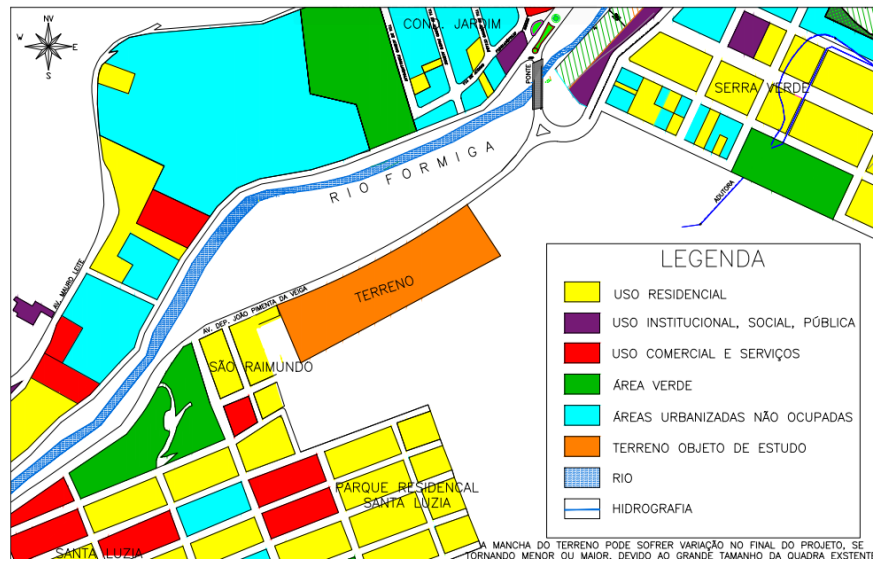 NV
W
E
S
COND. JARDIM
PONTE
SERRA VERDE
RIO FORMIGA
ADUTORA
AV. MAURO LEITE
TERRENO
AV. DEP. JOÃO PIMENTA DA VEIGA
SÃO RAIMUNDO
PARQUE RESIDENCAL
SANTA LUZIA
SANTA LUZIA
LEGENDA
USO RESIDENCIAL
USO INSTITUCIONAL, SOCIAL, PÚBLICA
USO COMERCIAL E SERVIÇOS
ÁREA VERDE
ÁREAS URBANIZADAS NÃO OCUPADAS
TERRENO OBJETO DE ESTUDO
RIO
HIDROGRAFIA
A MANCHA DO TERRENO PODE SOFRER VARIAÇÃO NO FINAL DO PROJETO, SE
TORNANDO MENOR OU MAIOR, DEVIDO AO GRANDE TAMANHO DA QUADRA EXSTENTE